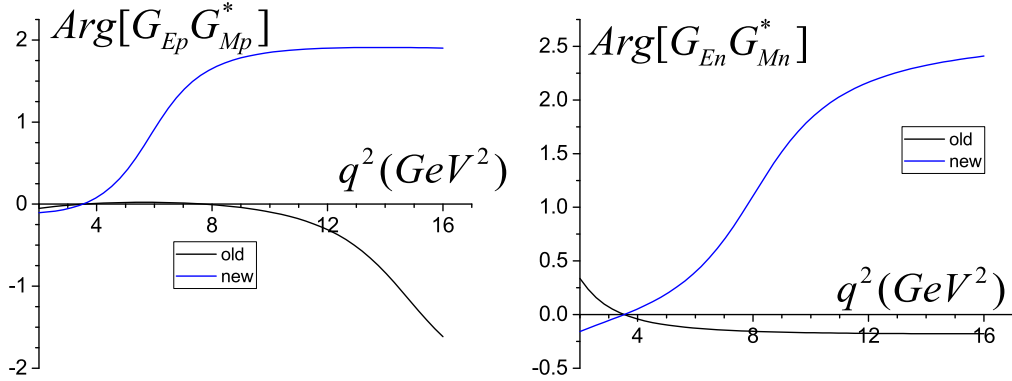 Arg[G_{Ep}G^*_{Mp}]
2
1
0
-1
-2
q^2(GeV^2)
4
8
12
16
old
new
Arg[G_{En}G^*_{Mn}]
2.5
2.0
1.5
1.0
0.5
0.0
-0.5
old
new
q^2(GeV^2)
4
8
12
16